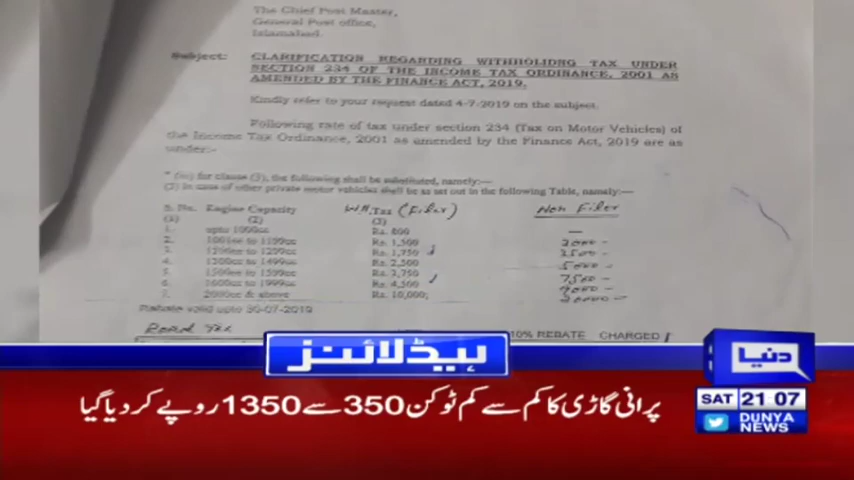 The Chief Post Master,
General Post office,
Islamabad.
Subject: CLARIFICATION REGARDING WITHHOLIDNG TAX UNDER
SECTION 234 OF THE INCOME TAX ORDINANCE, 2001 AS
AMENDED BY THE FINANCE ACT, 2019.
Kindly refer to your request dated 4-7-2019 on the subject.
Following rate of tax under section 234 (Tax on Motor Vehicles) of
the Income Tax Ordinance, 2001 as amended by the Finance Act, 2019 are as
under:-
for clause (3), the following shall be substituted, namely:—
(3) In case of other private motor vehicles shall be as set out in the following Table, namely:—
S. No. Engine Capacity W.H. Tax (Filer) Non Filer
(1) (2) (3)
1. upto 1000cc Rs. 800 —
2. 1001cc to 1199cc Rs. 1,500
3. 1200cc to 1299cc Rs. 1,750 3500 -
4. 1300cc to 1499cc Rs. 2,500 5000 -
5. 1500cc to 1599cc Rs. 3,750 7500 -
6. 1600cc to 1999cc Rs. 4,500 9000 -
7. 2000cc & above Rs. 10,000; 20000 -
Rebate valid upto 30-07-2019
Road Tax
10% REBATE CHARGED
ہیڈلائنز
دنیا
پرانی گاڑی کا کم سے کم ٹوکن 350 سے 1350 روپے کر دیا گیا
SAT 21 07
DUNYA NEWS